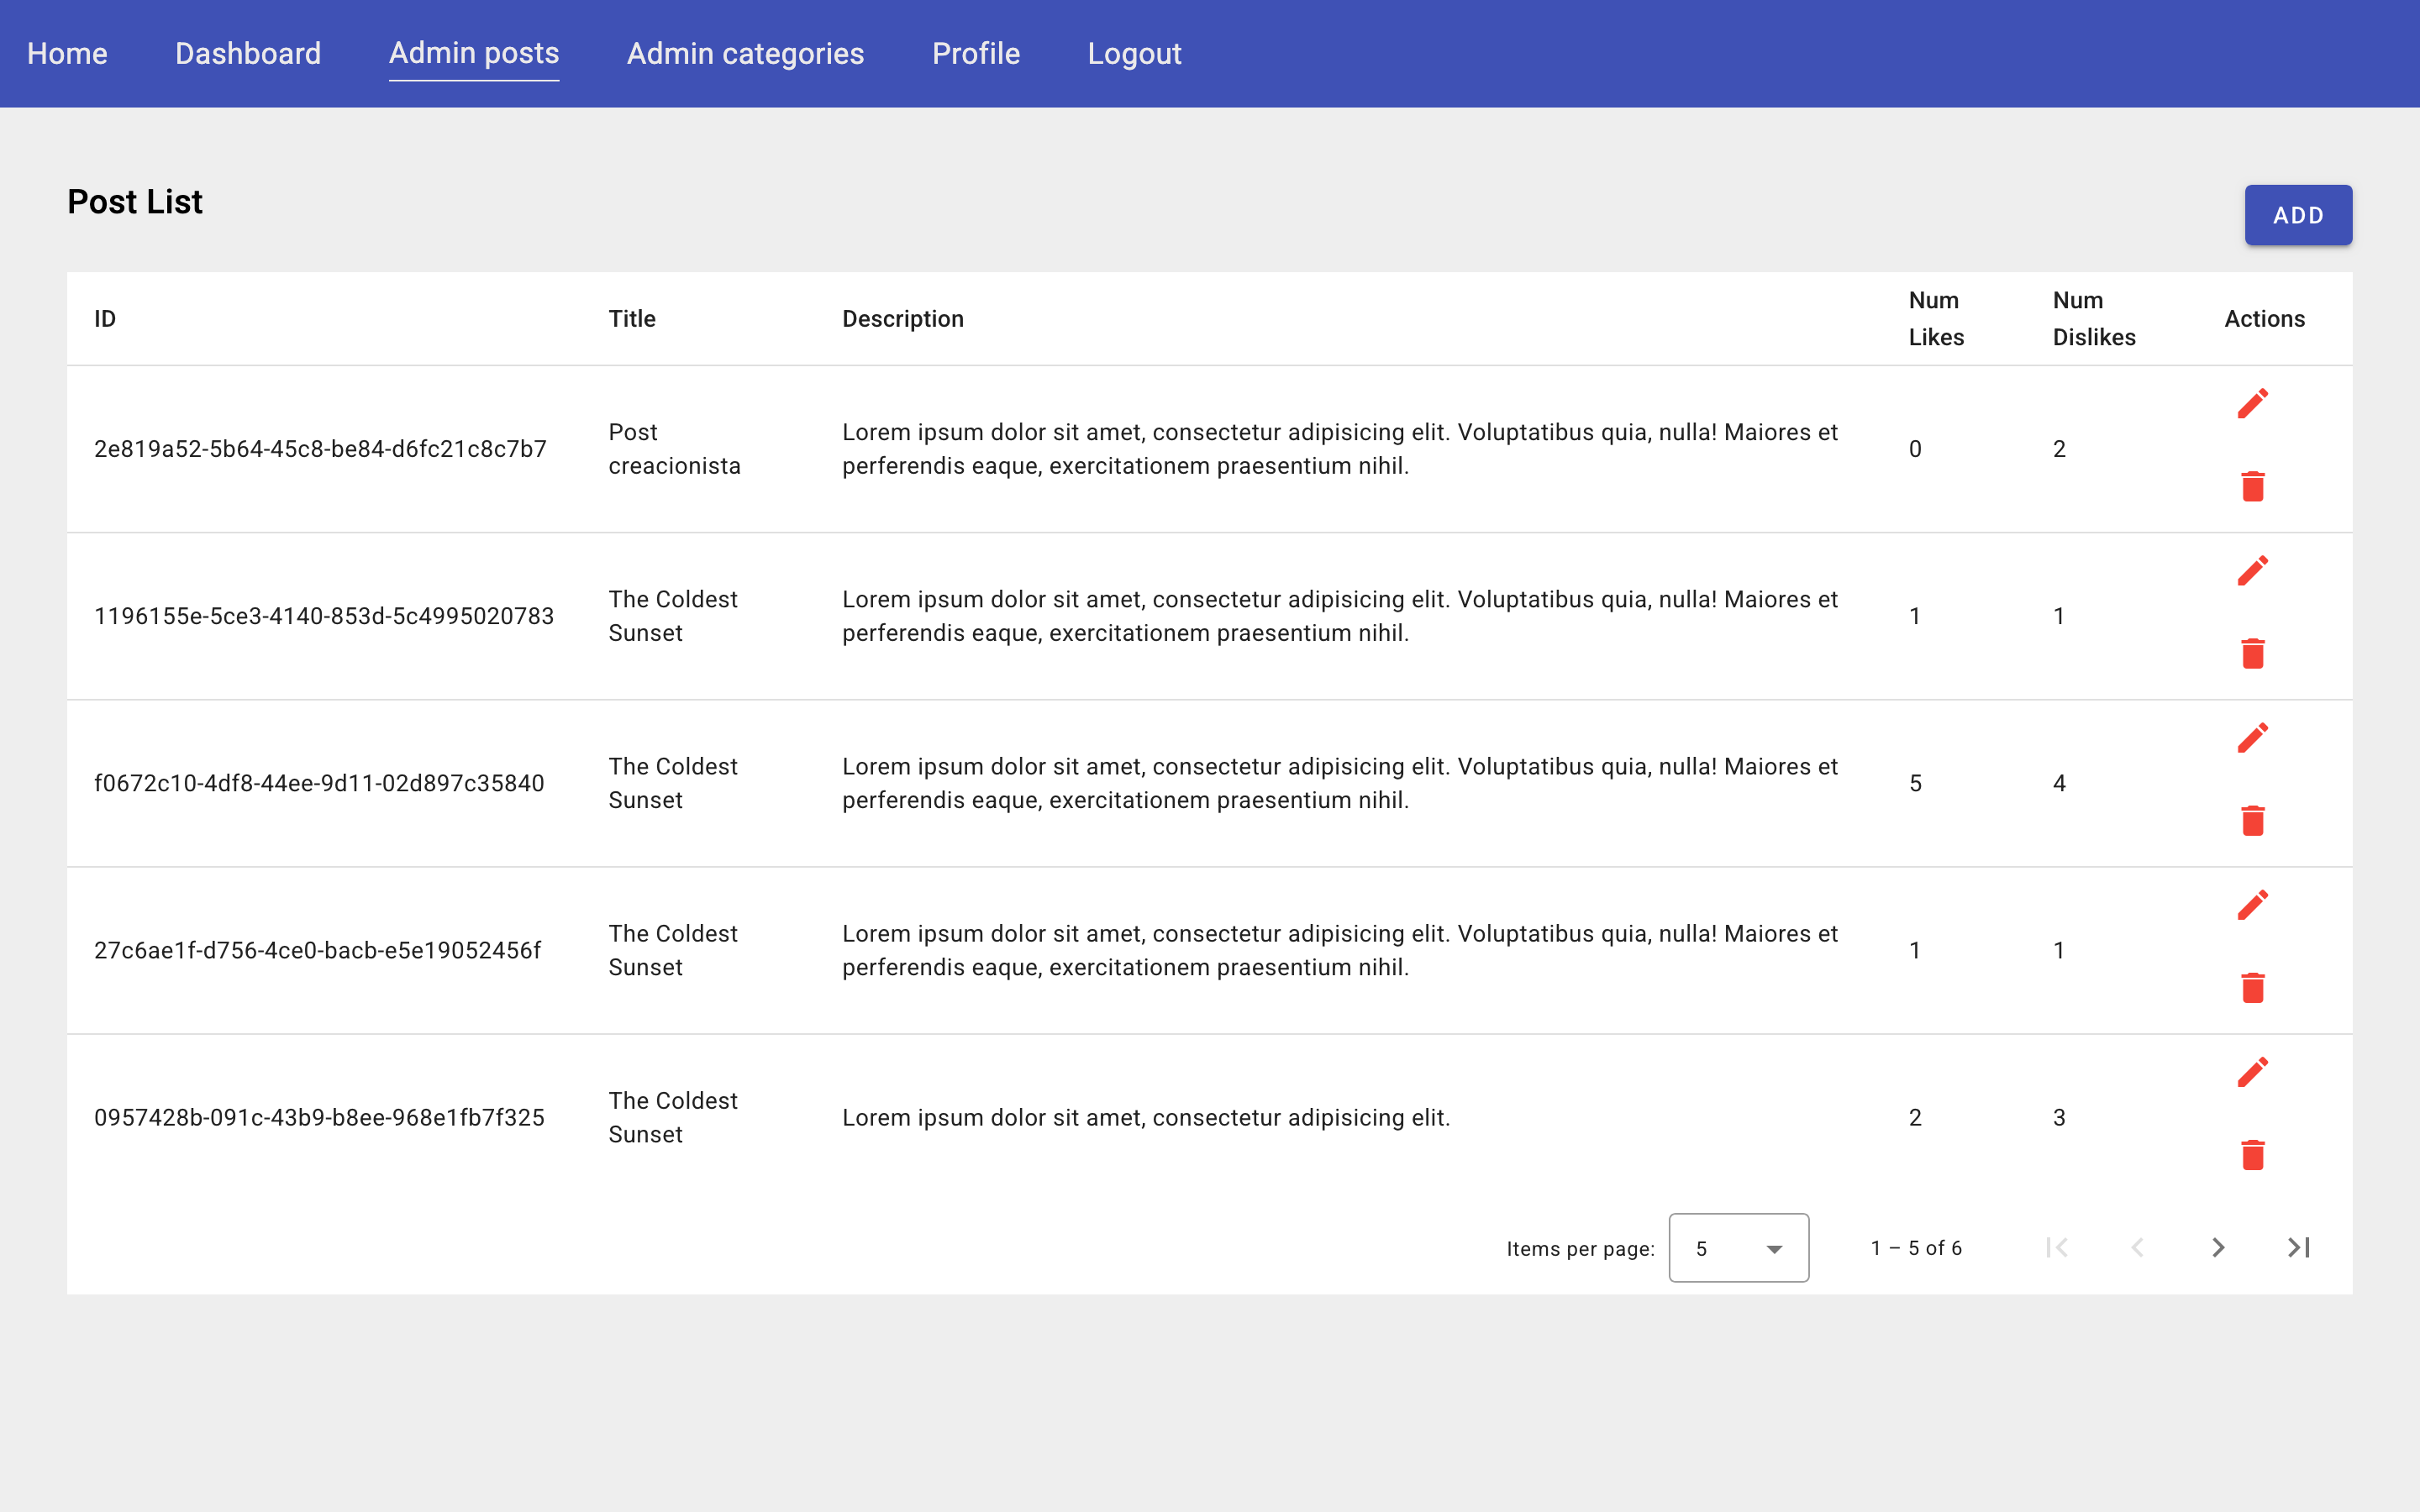 Home Dashboard Admin posts Admin categories Profile Logout
Post List
ADD
ID Title Description Num Likes Num Dislikes Actions
2e819a52-5b64-45c8-be84-d6fc21c8c7b7
Post
creacionista
Lorem ipsum dolor sit amet, consectetur adipisicing elit. Voluptatibus quia, nulla! Maiores et
perferendis eaque, exercitationem praesentium nihil.
0
2
1196155e-5ce3-4140-853d-5c4995020783
The Coldest
Sunset
Lorem ipsum dolor sit amet, consectetur adipisicing elit. Voluptatibus quia, nulla! Maiores et
perferendis eaque, exercitationem praesentium nihil.
1
1
f0672c10-4df8-44ee-9d11-02d897c35840
The Coldest
Sunset
Lorem ipsum dolor sit amet, consectetur adipisicing elit. Voluptatibus quia, nulla! Maiores et
perferendis eaque, exercitationem praesentium nihil.
5
4
27c6ae1f-d756-4ce0-bacb-e5e19052456f
The Coldest
Sunset
Lorem ipsum dolor sit amet, consectetur adipisicing elit. Voluptatibus quia, nulla! Maiores et
perferendis eaque, exercitationem praesentium nihil.
1
1
0957428b-091c-43b9-b8ee-968e1fb7f325
The Coldest
Sunset
Lorem ipsum dolor sit amet, consectetur adipisicing elit.
2
3
Items per page: 5 1 – 5 of 6